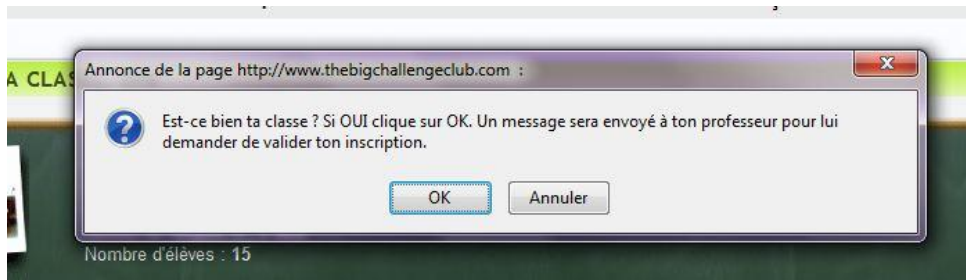 A CLAS
Annonce de la page http://www.thebigchallengeclub.com :
Est-ce bien ta classe ? Si OUI clique sur OK. Un message sera envoyé à ton professeur pour lui
demander de valider ton inscription.
OK Annuler
Nombre d'élèves : 15